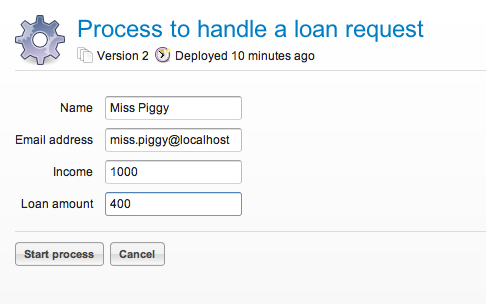 Process to handle a loan request
Version 2 Deployed 10 minutes ago
Name Miss Piggy
Email address miss.piggy@localhost
Income 1000
Loan amount 400
Start process Cancel